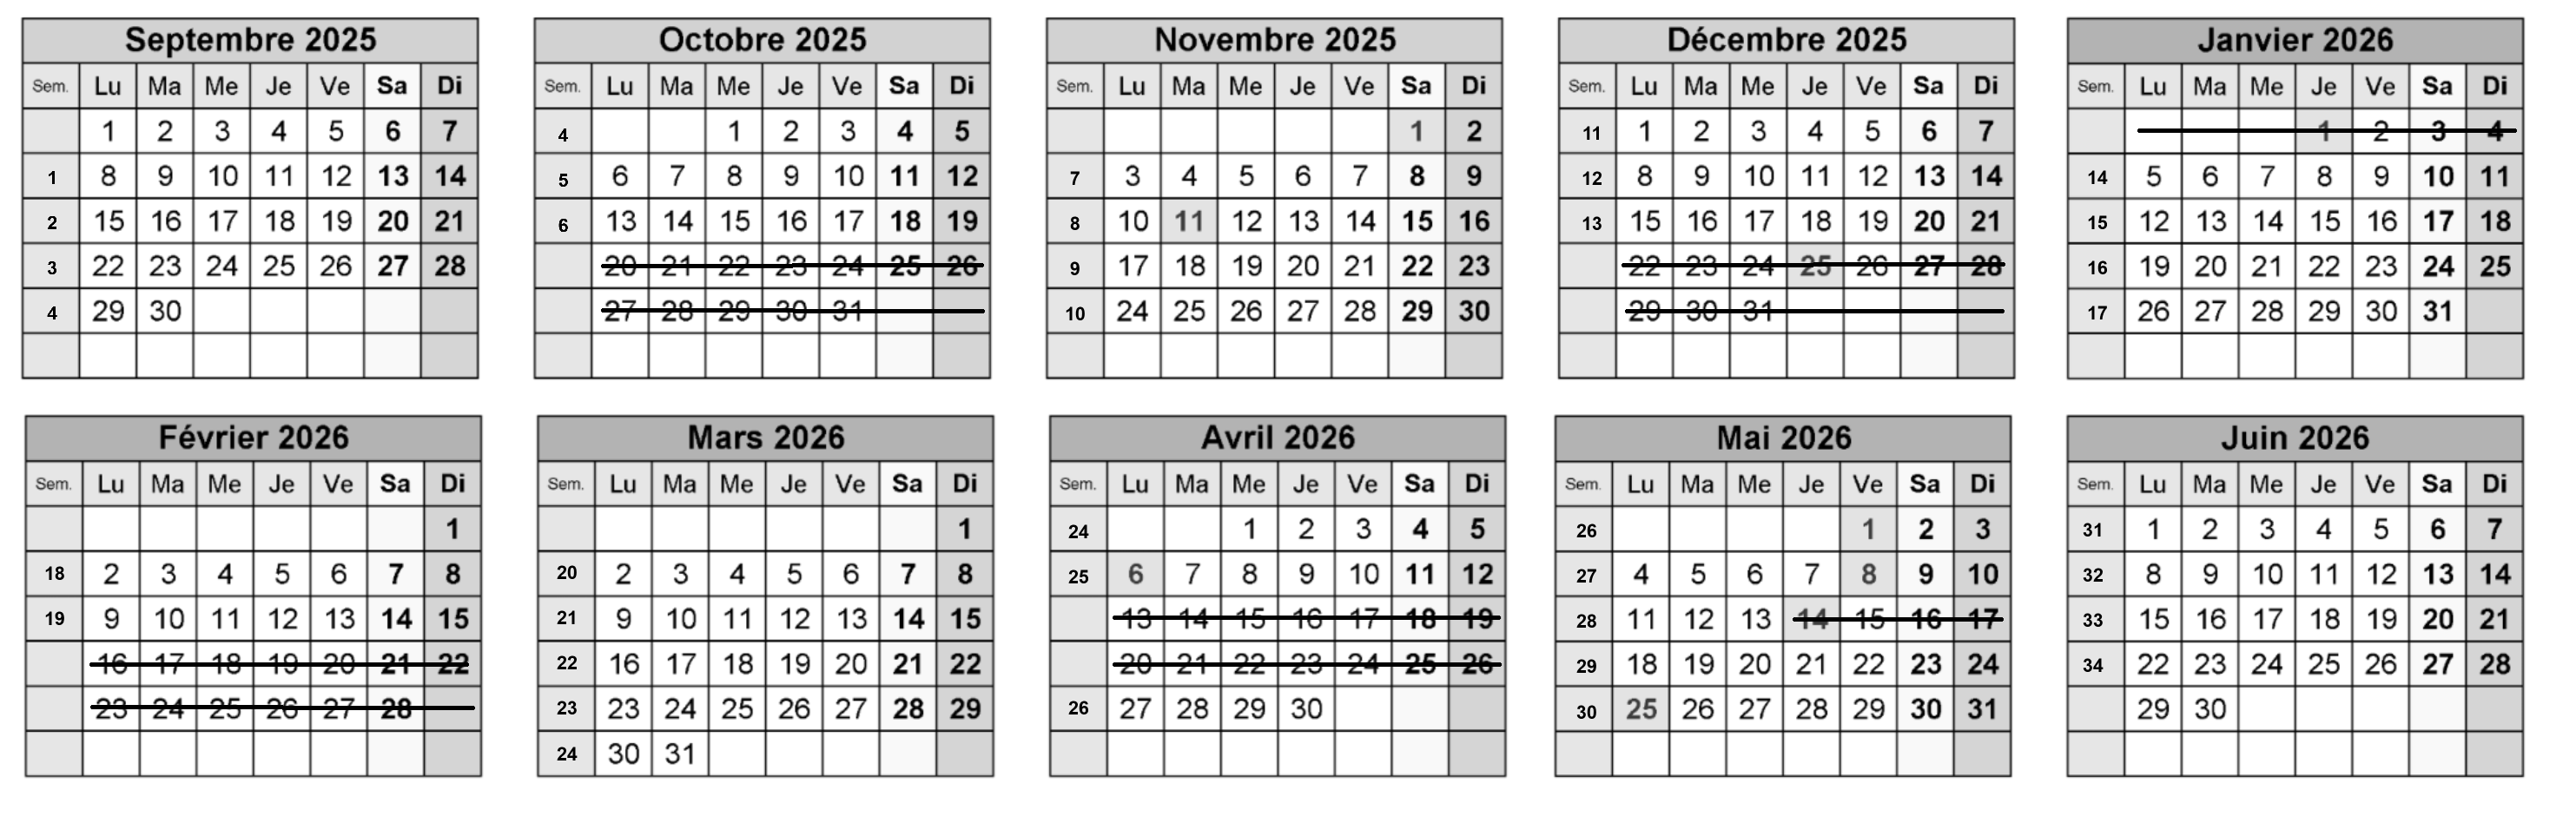 Septembre 2025
Sem. Lu Ma Me Je Ve Sa Di
1 2 3 4 5 6 7
1 8 9 10 11 12 13 14
2 15 16 17 18 19 20 21
3 22 23 24 25 26 27 28
4 29 30
Octobre 2025
Sem. Lu Ma Me Je Ve Sa Di
4 1 2 3 4 5
5 6 7 8 9 10 11 12
6 13 14 15 16 17 18 19
20 21 22 23 24 25 26
27 28 29 30 31
Novembre 2025
Sem. Lu Ma Me Je Ve Sa Di
1 2
7 3 4 5 6 7 8 9
8 10 11 12 13 14 15 16
9 17 18 19 20 21 22 23
10 24 25 26 27 28 29 30
Décembre 2025
Sem. Lu Ma Me Je Ve Sa Di
11 1 2 3 4 5 6 7
12 8 9 10 11 12 13 14
13 15 16 17 18 19 20 21
22 23 24 25 26 27 28
29 30 31
Janvier 2026
Sem. Lu Ma Me Je Ve Sa Di
1 2 3 4
14 5 6 7 8 9 10 11
15 12 13 14 15 16 17 18
16 19 20 21 22 23 24 25
17 26 27 28 29 30 31
Février 2026
Sem. Lu Ma Me Je Ve Sa Di
1
18 2 3 4 5 6 7 8
19 9 10 11 12 13 14 15
16 17 18 19 20 21 22
23 24 25 26 27 28
Mars 2026
Sem. Lu Ma Me Je Ve Sa Di
1
20 2 3 4 5 6 7 8
21 9 10 11 12 13 14 15
22 16 17 18 19 20 21 22
23 23 24 25 26 27 28 29
24 30 31
Avril 2026
Sem. Lu Ma Me Je Ve Sa Di
24 1 2 3 4 5
25 6 7 8 9 10 11 12
13 14 15 16 17 18 19
20 21 22 23 24 25 26
26 27 28 29 30
Mai 2026
Sem. Lu Ma Me Je Ve Sa Di
26 1 2 3
27 4 5 6 7 8 9 10
28 11 12 13 14 15 16 17
29 18 19 20 21 22 23 24
30 25 26 27 28 29 30 31
Juin 2026
Sem. Lu Ma Me Je Ve Sa Di
31 1 2 3 4 5 6 7
32 8 9 10 11 12 13 14
33 15 16 17 18 19 20 21
34 22 23 24 25 26 27 28
29 30